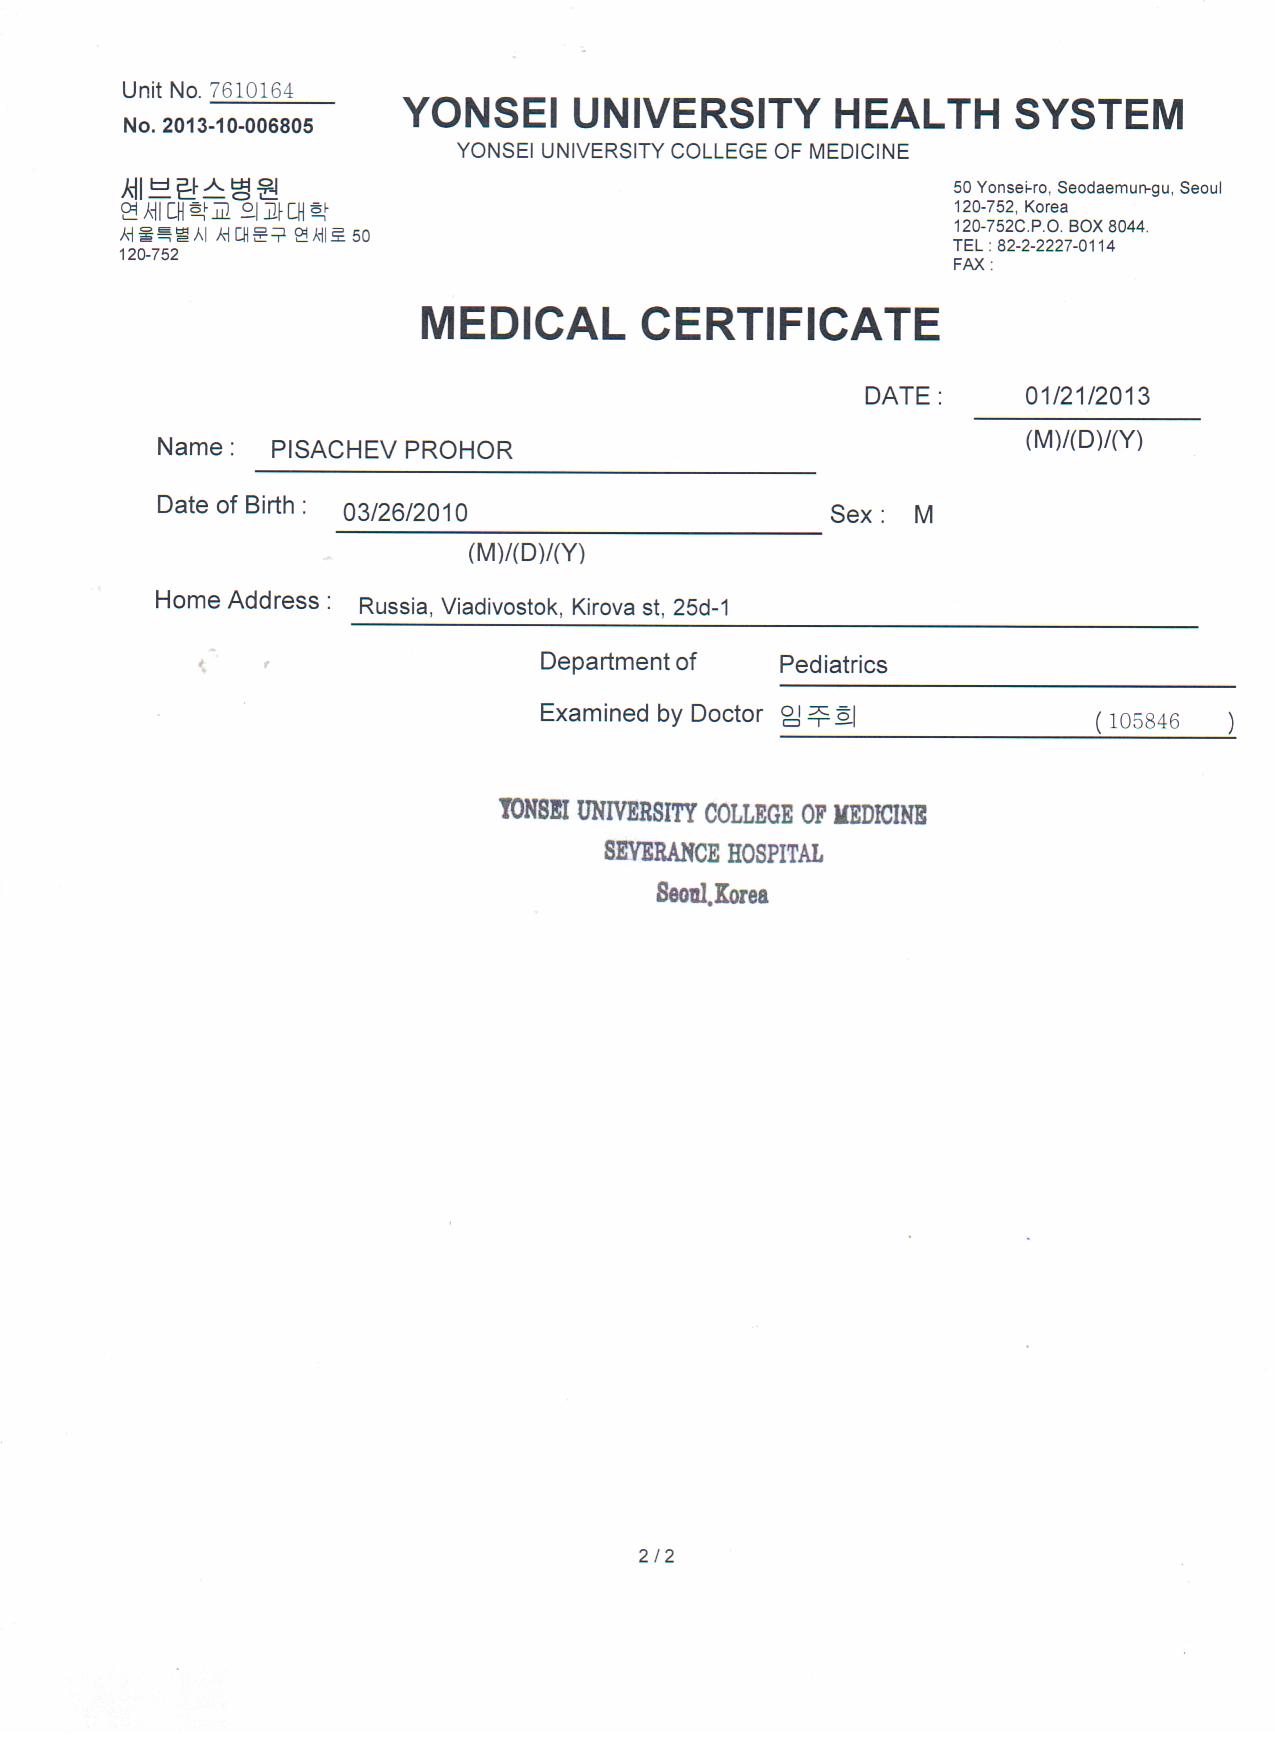 Unit No. 7610164
No. 2013-10-006805
YONSEI UNIVERSITY HEALTH SYSTEM
YONSEI UNIVERSITY COLLEGE OF MEDICINE
세브란스병원
연세대학교 의과대학
서울특별시 서대문구 연세로 50
120-752
50 Yonsei-ro, Seodaemun-gu, Seoul
120-752, Korea
120-752C.P.O. BOX 8044.
TEL : 82-2-2227-0114
FAX :
MEDICAL CERTIFICATE
DATE : 01/21/2013
(M)/(D)/(Y)
Name : PISACHEV PROHOR
Date of Birth : 03/26/2010 Sex : M
(M)/(D)/(Y)
Home Address : Russia, Viadivostok, Kirova st, 25d-1
Department of Pediatrics
Examined by Doctor 임주희 ( 105846 )
YONSEI UNIVERSITY COLLEGE OF MEDICINE
SEVERANCE HOSPITAL
Seoul,Korea
2 / 2